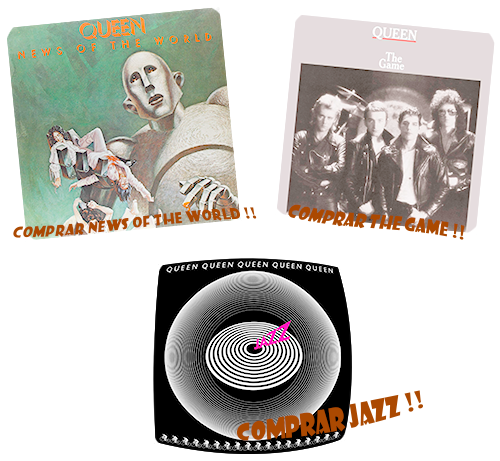 QUEEN
NEWS OF THE WORLD
COMPRAR NEWS OF THE WORLD !!
QUEEN
The
Game
COMPRAR THE GAME !!
QUEEN QUEEN QUEEN QUEEN QUEEN
JAZZ
COMPRAR JAZZ !!